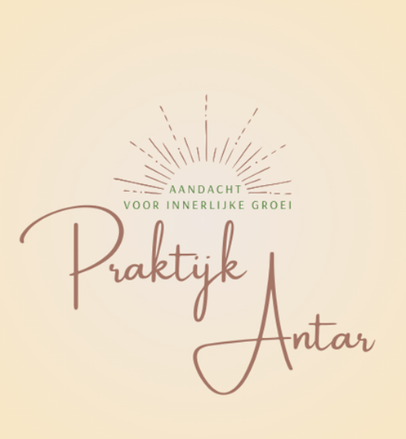 AANDACHT
VOOR INNERLIJKE GROEI
Praktijk
Antar